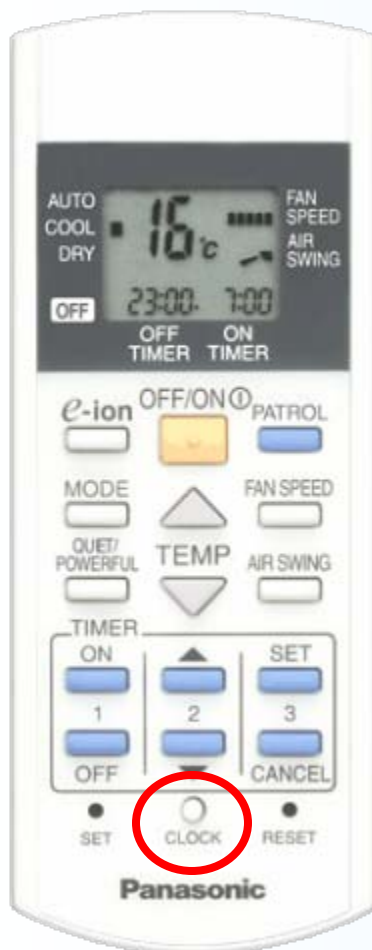 AUTO
COOL
DRY
OFF
16°c
FAN
SPEED
AIR
SWING
23:00 7:00
OFF
TIMER
ON
TIMER
e-ion
OFF/ON
PATROL
MODE
FAN SPEED
QUIET/
POWERFUL
TEMP
AIR SWING
TIMER
ON
SET
1 2 3
OFF
CANCEL
SET
CLOCK
RESET
Panasonic